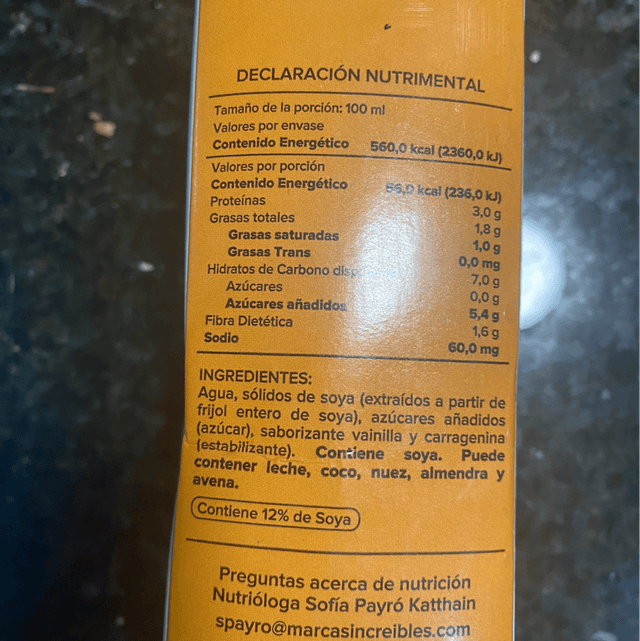 DECLARACIÓN NUTRIMENTAL
Tamaño de la porción: 100 ml
Valores por envase
Contenido Energético 560,0 kcal (2360,0 kJ)
Valores por porción
Contenido Energético kcal (236,0 kJ)
Proteínas 3,0 g
Grasas totales 1,8 g
Grasas saturadas 1,0 g
Grasas Trans 0,0 mg
Hidratos de Carbono 7,0 g
Azúcares 0,0 g
Azúcares añadidos 5,4 g
Fibra Dietética 1,6 g
Sodio 60,0 mg
INGREDIENTES:
Agua, sólidos de soya (extraídos a partir de
frijol entero de soya), azúcares añadidos
(azúcar), saborizante vainilla y carragenina
(estabilizante). Contiene soya. Puede
contener leche, coco, nuez, almendra y
avena.
Contiene 12% de Soya
Preguntas acerca de nutrición
Nutrióloga Sofía Payró Katthain
spayro@marcasincreibles.com